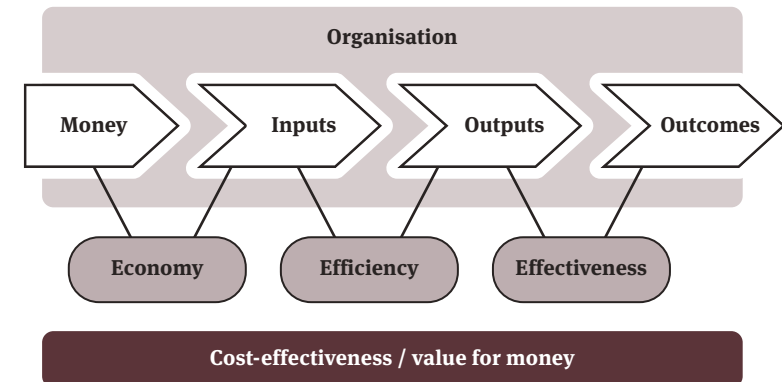 Organisation
Money
Inputs
Outputs
Outcomes
Economy
Efficiency
Effectiveness
Cost-effectiveness / value for money